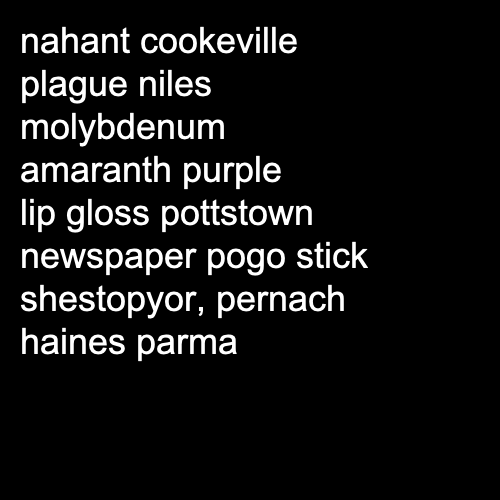 nahant cookeville
plague niles
molybdenum
amaranth purple
lip gloss pottstown
newspaper pogo stick
shestopyor, pernach
haines parma